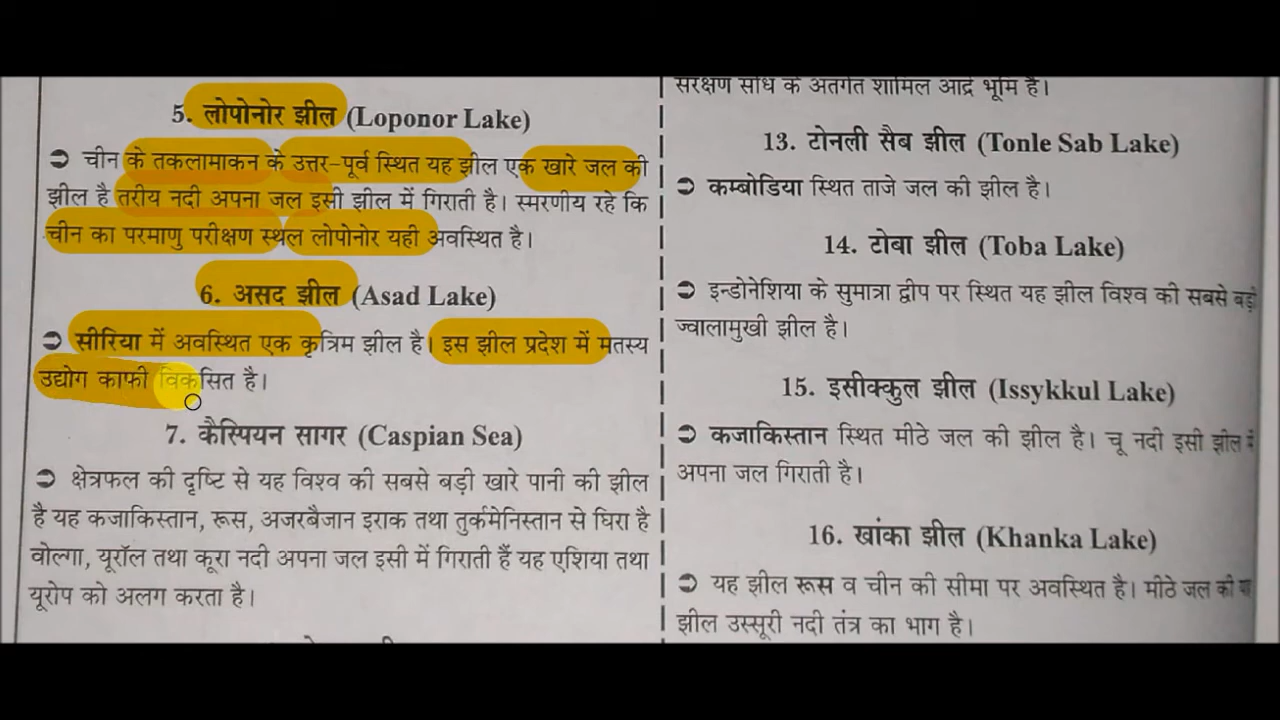 5. लोपोनोर झील (Loponor Lake)
➲ चीन के तकलामाकन के उत्तर-पूर्व स्थित यह झील एक खारे जल की
झील है तरीय नदी अपना जल इसी झील में गिराती है। स्मरणीय रहे कि
चीन का परमाणु परीक्षण स्थल लोपोनोर यही अवस्थित है।
6. असद झील (Asad Lake)
➲ सीरिया में अवस्थित एक कृत्रिम झील है। इस झील प्रदेश में मतस्य
उद्योग काफी विकसित है।
7. कैस्पियन सागर (Caspian Sea)
➲ क्षेत्रफल की दृष्टि से यह विश्व की सबसे बड़ी खारे पानी की झील
है यह कजाकिस्तान, रूस, अजरबैजान इराक तथा तुर्कमेनिस्तान से घिरा है
वोल्गा, यूरॉल तथा कूरा नदी अपना जल इसी में गिराती हैं यह एशिया तथा
यूरोप को अलग करता है।
संरक्षण संधि के अंतर्गत शामिल आर्द्र भूमि है।
13. टोनली सैब झील (Tonle Sab Lake)
➲ कम्बोडिया स्थित ताजे जल की झील है।
14. टोबा झील (Toba Lake)
➲ इन्डोनेशिया के सुमात्रा द्वीप पर स्थित यह झील विश्व की सबसे बड़ी
ज्वालामुखी झील है।
15. इसीक्कुल झील (Issykkul Lake)
➲ कजाकिस्तान स्थित मीठे जल की झील है। चू नदी इसी झील में
अपना जल गिराती है।
16. खांका झील (Khanka Lake)
➲ यह झील रूस व चीन की सीमा पर अवस्थित है। मीठे जल की
झील उस्सूरी नदी तंत्र का भाग है।